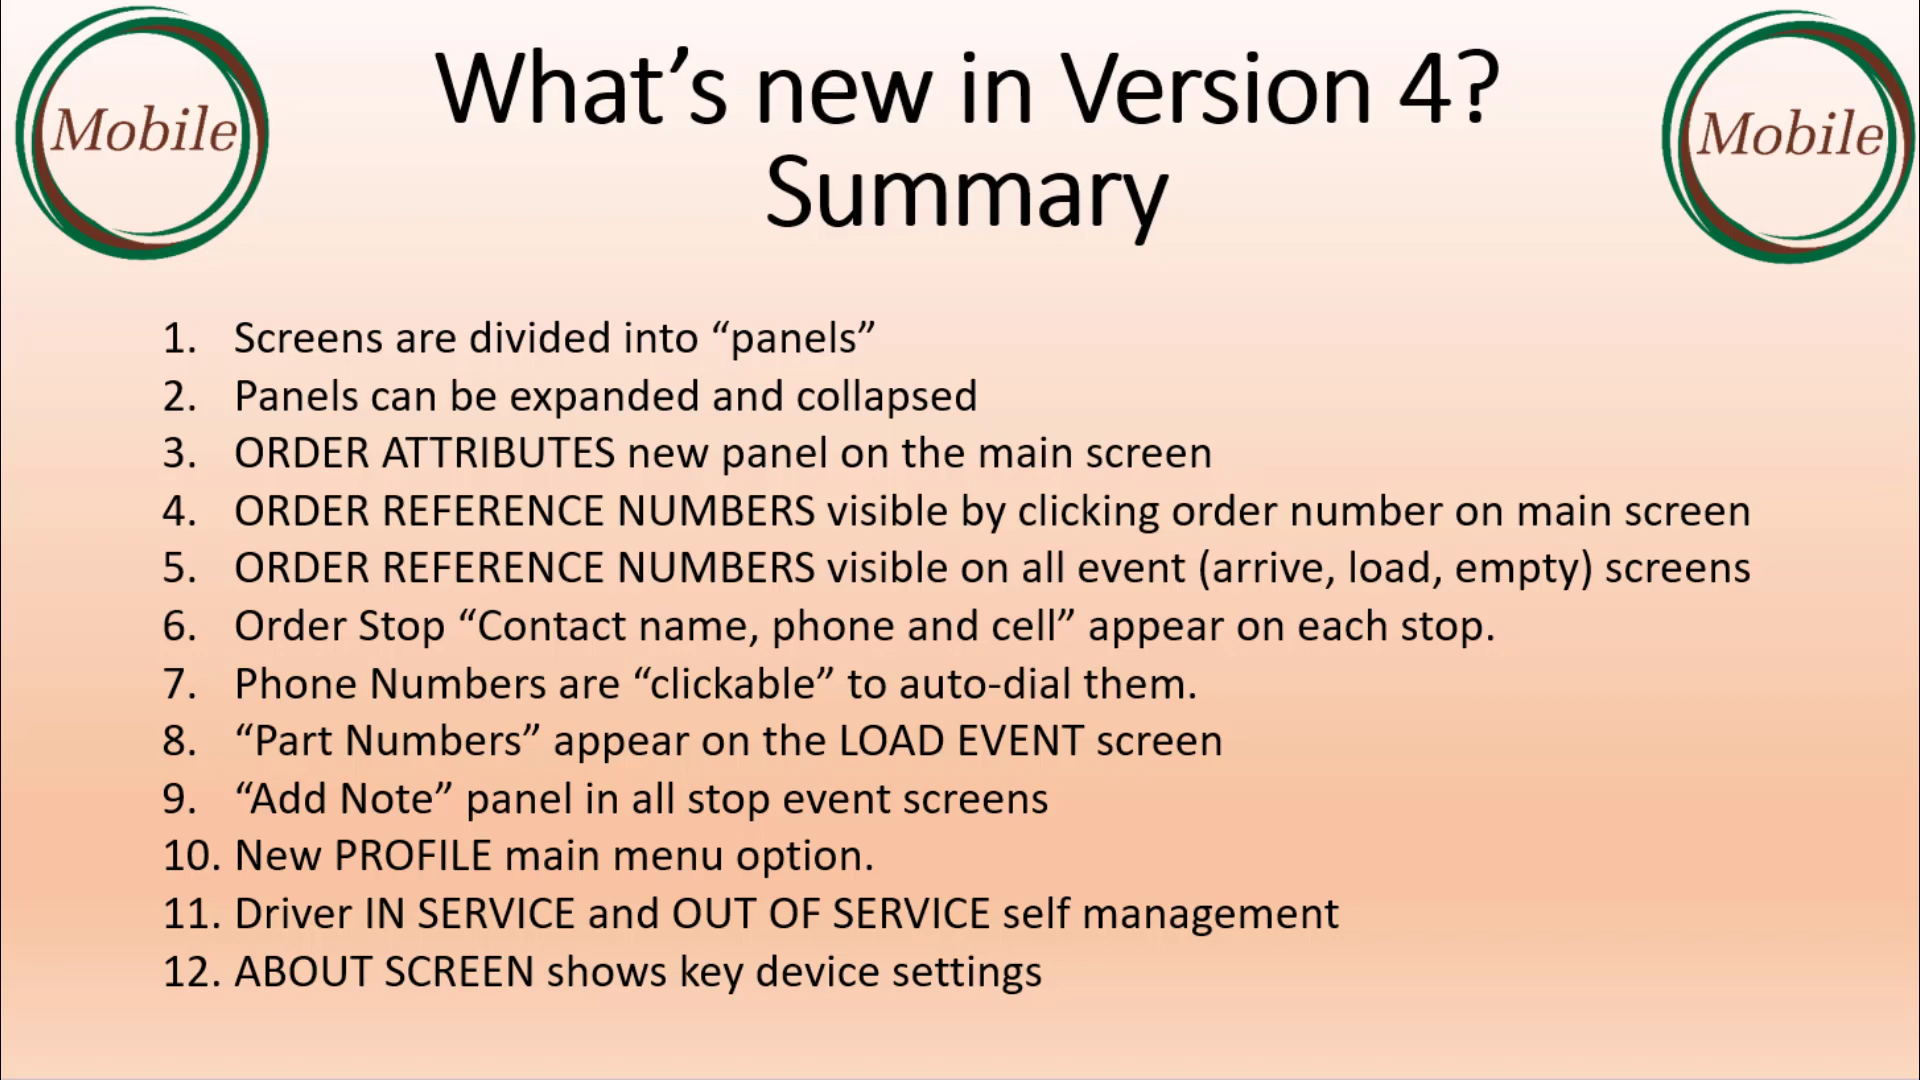 Mobile
What’s new in Version 4?
Summary
Mobile
1. Screens are divided into “panels”
2. Panels can be expanded and collapsed
3. ORDER ATTRIBUTES new panel on the main screen
4. ORDER REFERENCE NUMBERS visible by clicking order number on main screen
5. ORDER REFERENCE NUMBERS visible on all event (arrive, load, empty) screens
6. Order Stop “Contact name, phone and cell” appear on each stop.
7. Phone Numbers are “clickable” to auto-dial them.
8. “Part Numbers” appear on the LOAD EVENT screen
9. “Add Note” panel in all stop event screens
10. New PROFILE main menu option.
11. Driver IN SERVICE and OUT OF SERVICE self management
12. ABOUT SCREEN shows key device settings